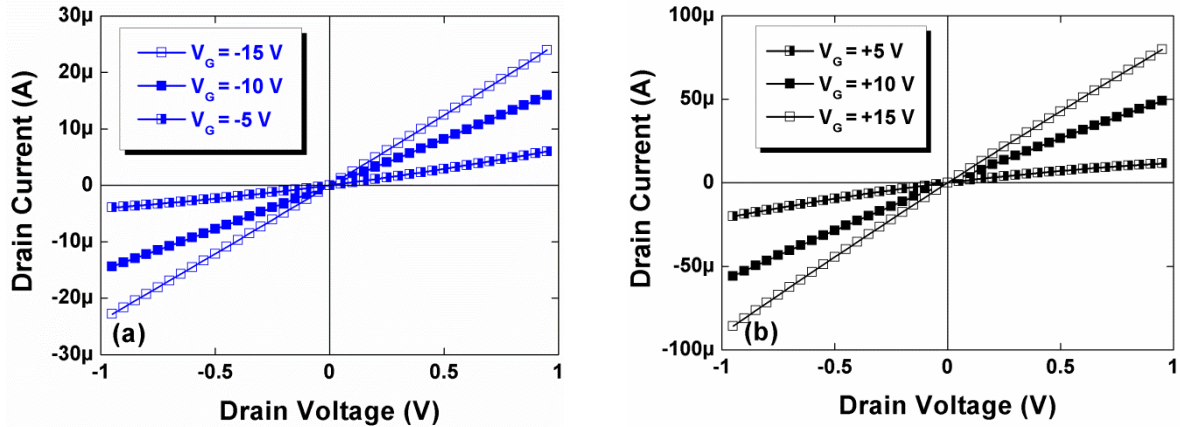 30µ
20µ
10µ
0
-10µ
-20µ
-30µ
Drain Current (A)
V_G = -15 V
V_G = -10 V
V_G = -5 V
(a)
-1 -0.5 0 0.5 1
Drain Voltage (V)
100µ
50µ
0
-50µ
-100µ
Drain Current (A)
V_G = +5 V
V_G = +10 V
V_G = +15 V
(b)
-1 -0.5 0 0.5 1
Drain Voltage (V)